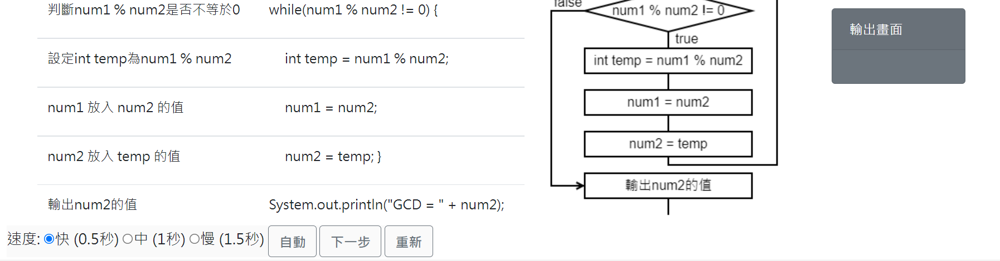 判斷num1 % num2是否不等於0 while(num1 % num2 != 0) {
設定int temp為num1 % num2 int temp = num1 % num2;
num1 放入 num2 的值 num1 = num2;
num2 放入 temp 的值 num2 = temp; }
輸出num2的值 System.out.println("GCD = " + num2);
false
num1 % num2 != 0
true
int temp = num1 % num2
num1 = num2
num2 = temp
輸出num2的值
輸出畫面
速度: 快 (0.5秒) 中 (1秒) 慢 (1.5秒) 自動 下一步 重新